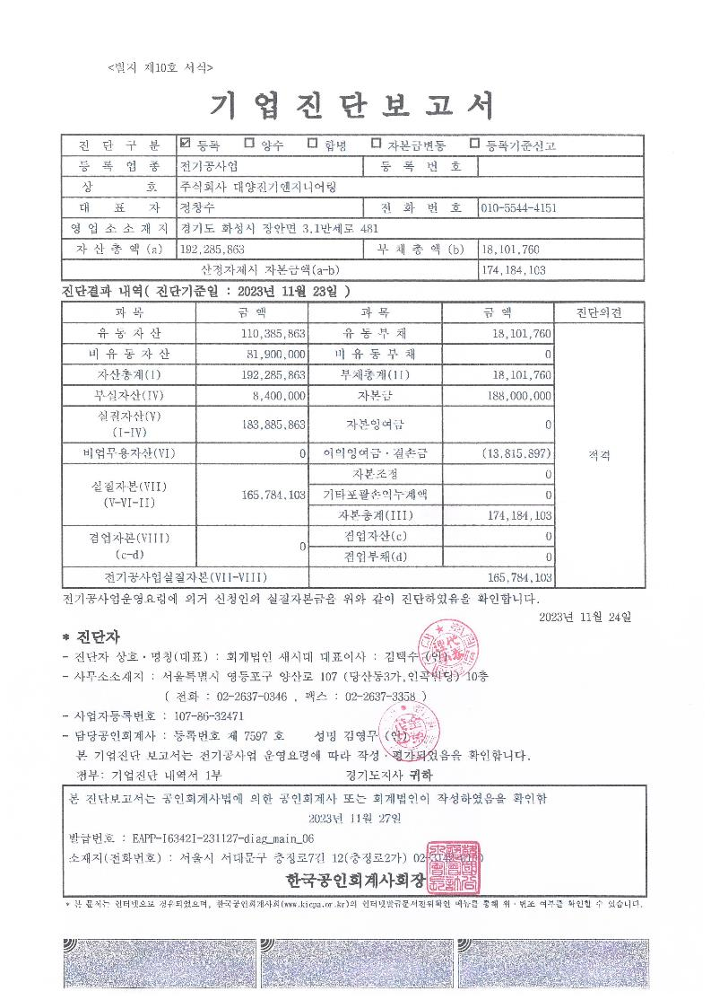 <별지 제10호 서식>
기 업 진 단 보 고 서
진 단 구 분 ☑ 등록 ☐ 양수 ☐ 합병 ☐ 자본금변동 ☐ 등록기준신고
등 록 업 종 전기공사업 등 록 번 호
상 호 주식회사 대양전기엔지니어링
대 표 자 정창수 전 화 번 호 010-5544-4151
영 업 소 소 재 지 경기도 화성시 장안면 3.1만세로 481
자 산 총 액 (a) 192,285,863 부 채 총 액 (b) 18,101,760
산정자제시 자본금액(a-b) 174,184,103
진단결과 내역( 진단기준일 : 2023년 11월 23일 )
과 목 금 액 과 목 금 액 진단의견
유 동 자 산 110,385,863 유 동 부 채 18,101,760
비 유 동 자 산 81,900,000 비 유 동 부 채 0
자산총계(I) 192,285,863 부채총계(II) 18,101,760
부실자산(IV) 8,400,000 자본금 188,000,000
실질자산(V)
(I-IV) 183,885,863 자본잉여금 0
비업무용자산(VI) 0 이익잉여금·결손금 (13,815,897) 적격
실질자본(VII)
(V-VI-II) 165,784,103
자본조정 0
기타포괄손익누계액 0
자본총계(III) 174,184,103
겸업자본(VIII)
(c-d) 0
겸업자산(c) 0
겸업부채(d) 0
전기공사업실질자본(VII-VIII) 165,784,103
전기공사업운영요령에 의거 신청인의 실질자본금을 위와 같이 진단하였음을 확인합니다.
2023년 11월 24일
* 진단자
- 진단자 상호·명칭(대표) : 회계법인 새시대 대표이사 : 김택수 (인)
- 사무소소재지 : 서울특별시 영등포구 양산로 107 (당산동3가,인곡빌딩) 10층
( 전화 : 02-2637-0346 , 팩스 : 02-2637-3358 )
- 사업자등록번호 : 107-86-32471
- 담당공인회계사 : 등록번호 제 7597 호 성명 김영무 (인)
본 기업진단 보고서는 전기공사업 운영요령에 따라 작성·평가되었음을 확인합니다.
첨부: 기업진단 내역서 1부 경기도지사 귀하
본 진단보고서는 공인회계사법에 의한 공인회계사 또는 회계법인이 작성하였음을 확인함
2023년 11월 27일
발급번호 : EAPP-I6342I-231127-diag_main_06
소재지(전화번호) : 서울시 서대문구 충정로7길 12(충정로2가)
한국공인회계사회장
* 본 문서는 인터넷으로 경유되었으며, 한국공인회계사회(www.kicpa.or.kr)의 인터넷발급문서진위확인 메뉴를 통해 위·변조 여부를 확인할 수 있습니다.